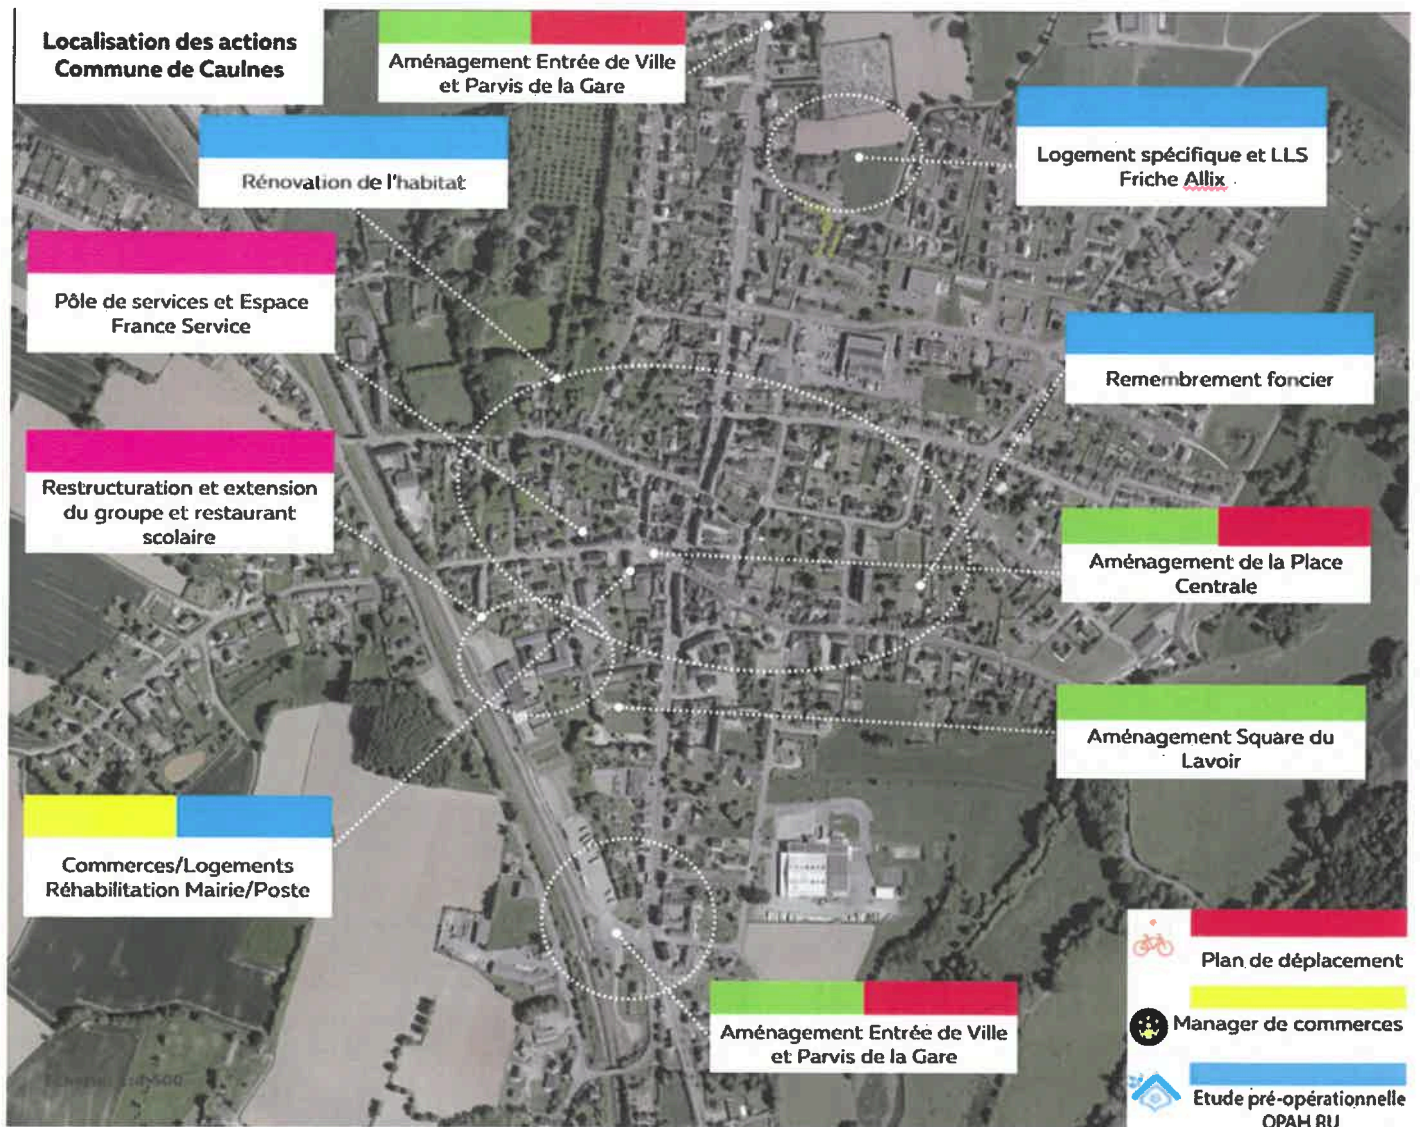 Localisation des actions
Commune de Caulnes
Aménagement Entrée de Ville
et Parvis de la Gare
Rénovation de l'habitat
Logement spécifique et LLS
Friche Allix
Pôle de services et Espace
France Service
Remembrement foncier
Restructuration et extension
du groupe et restaurant
scolaire
Aménagement de la Place
Centrale
Aménagement Square du
Lavoir
Commerces/Logements
Réhabilitation Mairie/Poste
Aménagement Entrée de Ville
et Parvis de la Gare
Plan de déplacement
Manager de commerces
Etude pré-opérationnelle
OPAH RU